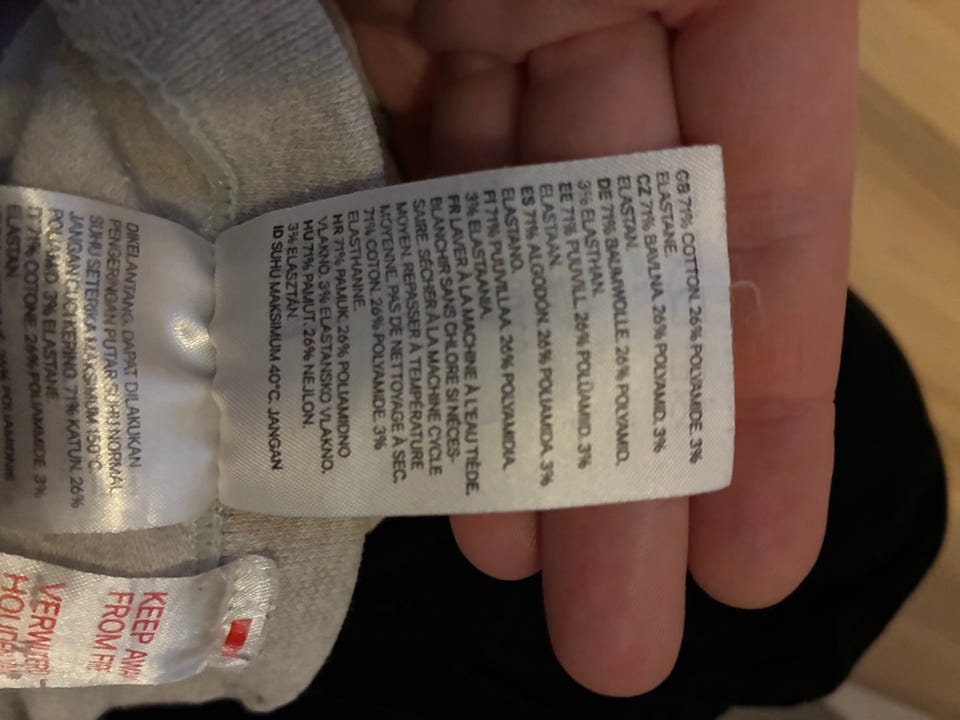 GB 71% COTTON. 26% POLYAMIDE. 3%
ELASTANE.
CZ 71% BAVLNA. 26% POLYAMID. 3%
ELASTAN.
DE 71% BAUMWOLLE. 26% POLYAMID.
3% ELASTHAN.
EE 71% PUUVILL. 26% POLÜAMID. 3%
ELASTAAN.
ES 71% ALGODÓN. 26% POLIAMIDA. 3%
ELASTANO.
FI 71% PUUVILLAA. 26% POLYAMIDIA.
3% ELASTAANIA.
FR LAVER À LA MACHINE À L'EAU TIÈDE.
BLANCHIR SANS CHLORE SI NÉCES-
SAIRE. SÉCHER À LA MACHINE CYCLE
MOYEN. REPASSER À TEMPÉRATURE
MOYENNE. PAS DE NETTOYAGE À SEC.
71% COTON. 26% POLYAMIDE. 3%
ELASTHANNE.
HR 71% PAMUK. 26% POLIAMIDNO
VLAKNO. 3% ELASTANSKO VLAKNO.
HU 71% PAMUT. 26% NEJLON.
3% ELASZTÁN.
ID SUHU MAKSIMUM 40°C. JANGAN
DIKELANTANG. DAPAT DILAKUKAN
PENGERINGAN PUTAR SUHU NORMAL.
SUHU SETERIKA MAKSIMUM 150°C.
JANGAN CUCI KERING. 71% KATUN. 26%
POLIAMID. 3% ELASTANE.
IT 71% COTONE. 26% POLIAMMIDE. 3%
ELASTAN.
KEEP
FROM